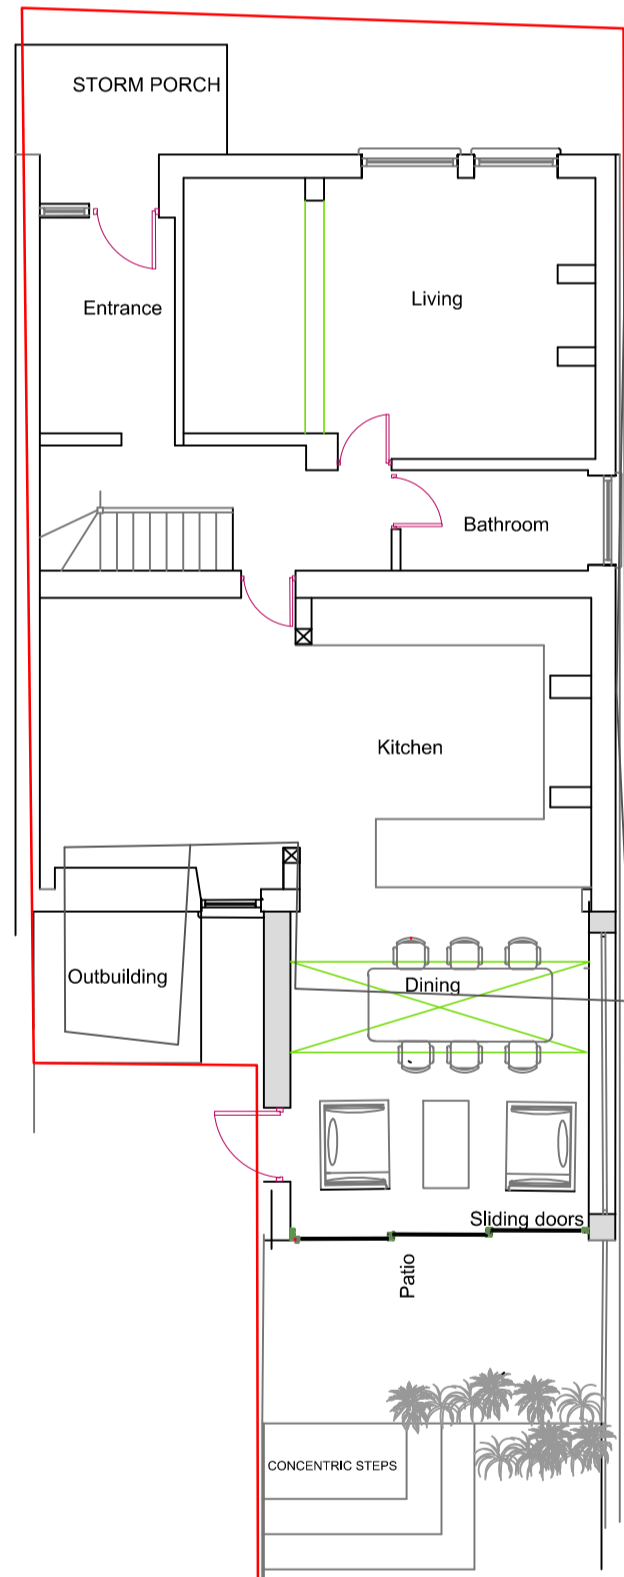 STORM PORCH
Entrance
Living
Bathroom
Kitchen
Outbuilding
Dining
Sliding doors
Patio
CONCENTRIC STEPS